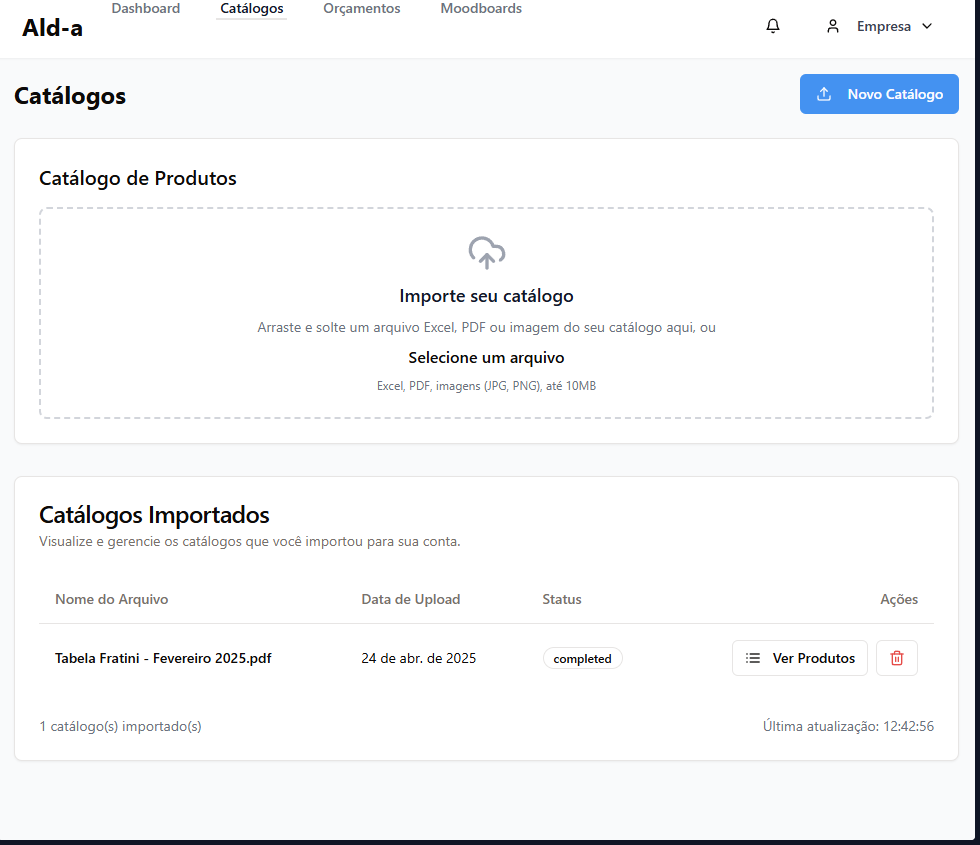 Ald-a
Dashboard
Catálogos
Orçamentos
Moodboards
Empresa
Catálogos
Novo Catálogo
Catálogo de Produtos
Importe seu catálogo
Arraste e solte um arquivo Excel, PDF ou imagem do seu catálogo aqui, ou
Selecione um arquivo
Excel, PDF, imagens (JPG, PNG), até 10MB
Catálogos Importados
Visualize e gerencie os catálogos que você importou para sua conta.
Nome do Arquivo Data de Upload Status Ações
Tabela Fratini - Fevereiro 2025.pdf 24 de abr. de 2025 completed Ver Produtos
1 catálogo(s) importado(s) Última atualização: 12:42:56